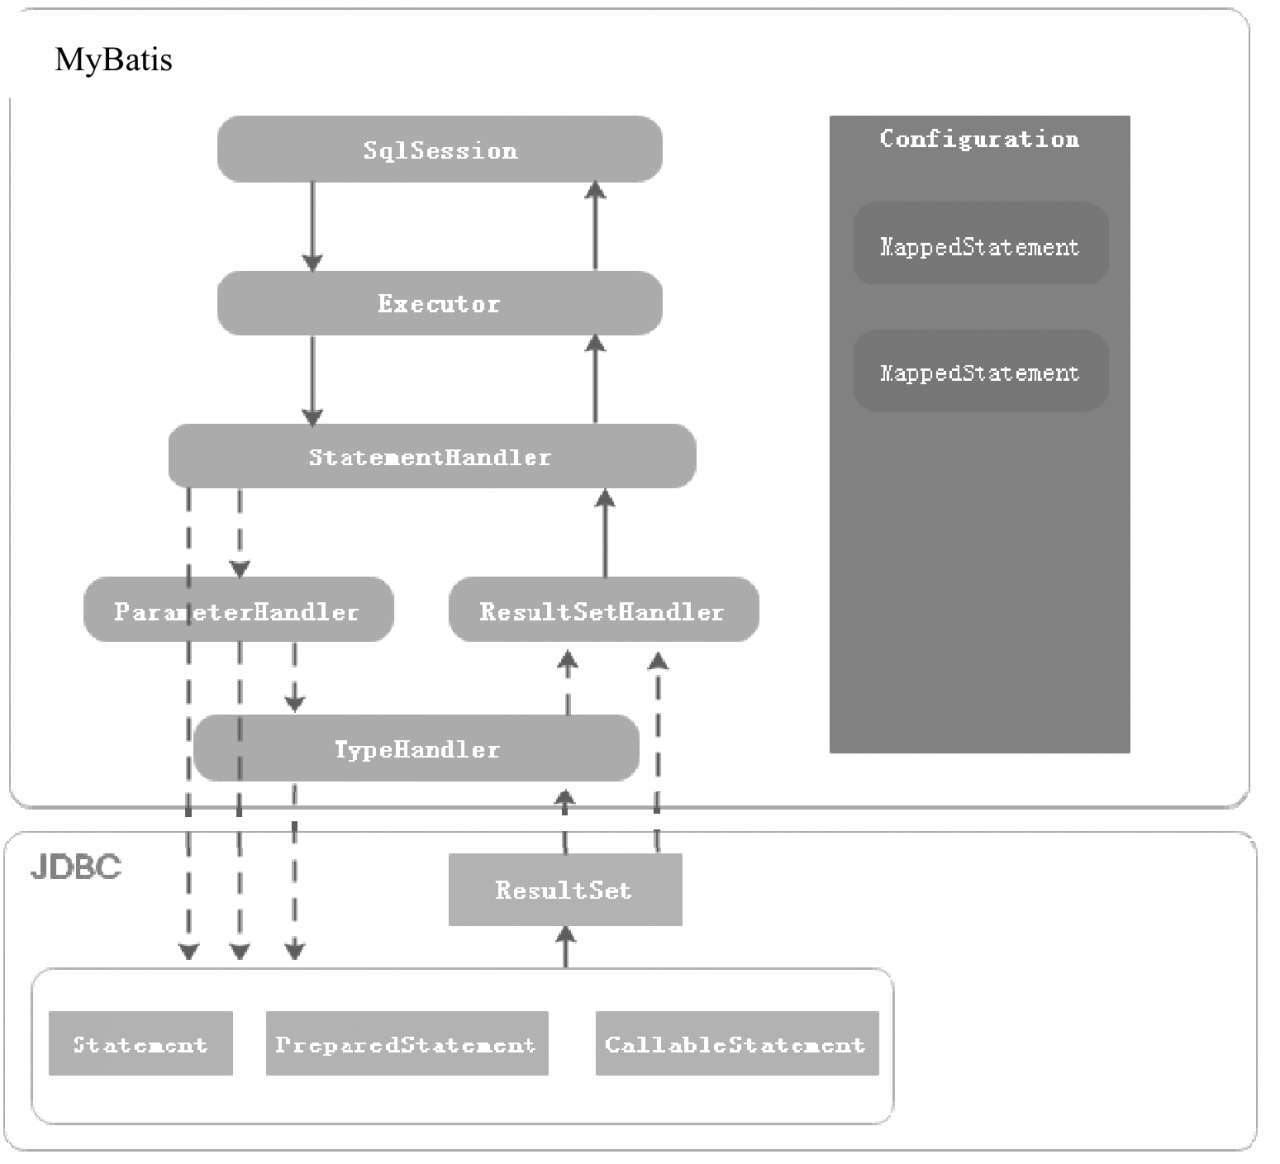 MyBatis
SqlSession
Configuration
MappedStatement
Executor
MappedStatement
StatementHandler
ParameterHandler
ResultSetHandler
TypeHandler
JDBC
ResultSet
Statement
PreparedStatement
CallableStatement